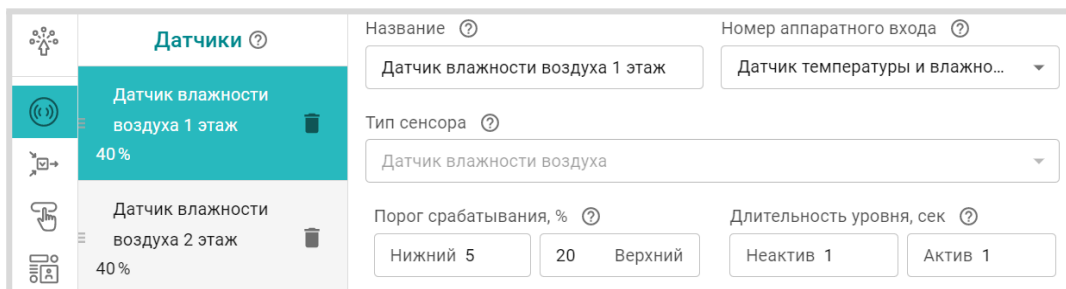 Датчики
Датчик влажности
воздуха 1 этаж
40 %
Датчик влажности
воздуха 2 этаж
40 %
Название
Номер аппаратного входа
Датчик влажности воздуха 1 этаж
Датчик температуры и влажно...
Тип сенсора
Датчик влажности воздуха
Порог срабатывания, %
Длительность уровня, сек
Нижний 5
20 Верхний
Неактив 1
Актив 1